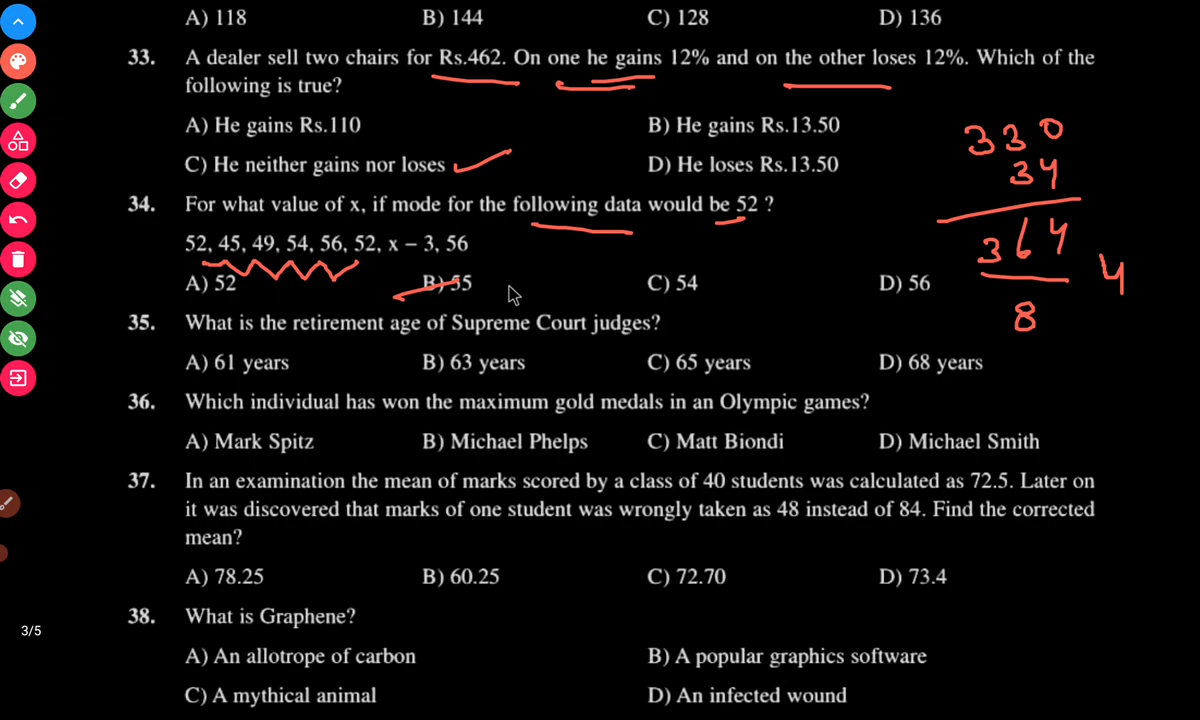 A) 118 B) 144 C) 128 D) 136
33. A dealer sell two chairs for Rs.462. On one he gains 12% and on the other loses 12%. Which of the
following is true?
A) He gains Rs.110 B) He gains Rs.13.50
C) He neither gains nor loses D) He loses Rs.13.50
330
34
364
8
4
34. For what value of x, if mode for the following data would be 52 ?
52, 45, 49, 54, 56, 52, x – 3, 56
A) 52 B) 55 C) 54 D) 56
35. What is the retirement age of Supreme Court judges?
A) 61 years B) 63 years C) 65 years D) 68 years
36. Which individual has won the maximum gold medals in an Olympic games?
A) Mark Spitz B) Michael Phelps C) Matt Biondi D) Michael Smith
37. In an examination the mean of marks scored by a class of 40 students was calculated as 72.5. Later on
it was discovered that marks of one student was wrongly taken as 48 instead of 84. Find the corrected
mean?
A) 78.25 B) 60.25 C) 72.70 D) 73.4
38. What is Graphene?
3/5
A) An allotrope of carbon B) A popular graphics software
C) A mythical animal D) An infected wound